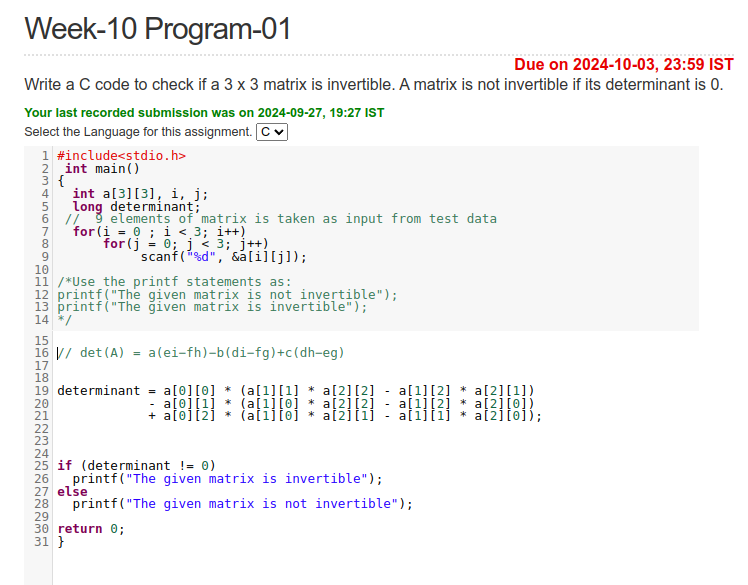 Week-10 Program-01
Due on 2024-10-03, 23:59 IST
Write a C code to check if a 3 x 3 matrix is invertible. A matrix is not invertible if its determinant is 0.
Your last recorded submission was on 2024-09-27, 19:27 IST
Select the Language for this assignment. C
1 #include<stdio.h>
2 int main()
3 {
4 int a[3][3], i, j;
5 long determinant;
6 // 9 elements of matrix is taken as input from test data
7 for(i = 0 ; i < 3; i++)
8 for(j = 0; j < 3; j++)
9 scanf("%d", &a[i][j]);
10
11 /*Use the printf statements as:
12 printf("The given matrix is not invertible");
13 printf("The given matrix is invertible");
14 */
15
16 // det(A) = a(ei−fh)−b(di−fg)+c(dh−eg)
17
18
19 determinant = a[0][0] * (a[1][1] * a[2][2] - a[1][2] * a[2][1])
20 - a[0][1] * (a[1][0] * a[2][2] - a[1][2] * a[2][0])
21 + a[0][2] * (a[1][0] * a[2][1] - a[1][1] * a[2][0]);
22
23
24
25 if (determinant != 0)
26 printf("The given matrix is invertible");
27 else
28 printf("The given matrix is not invertible");
29
30 return 0;
31 }